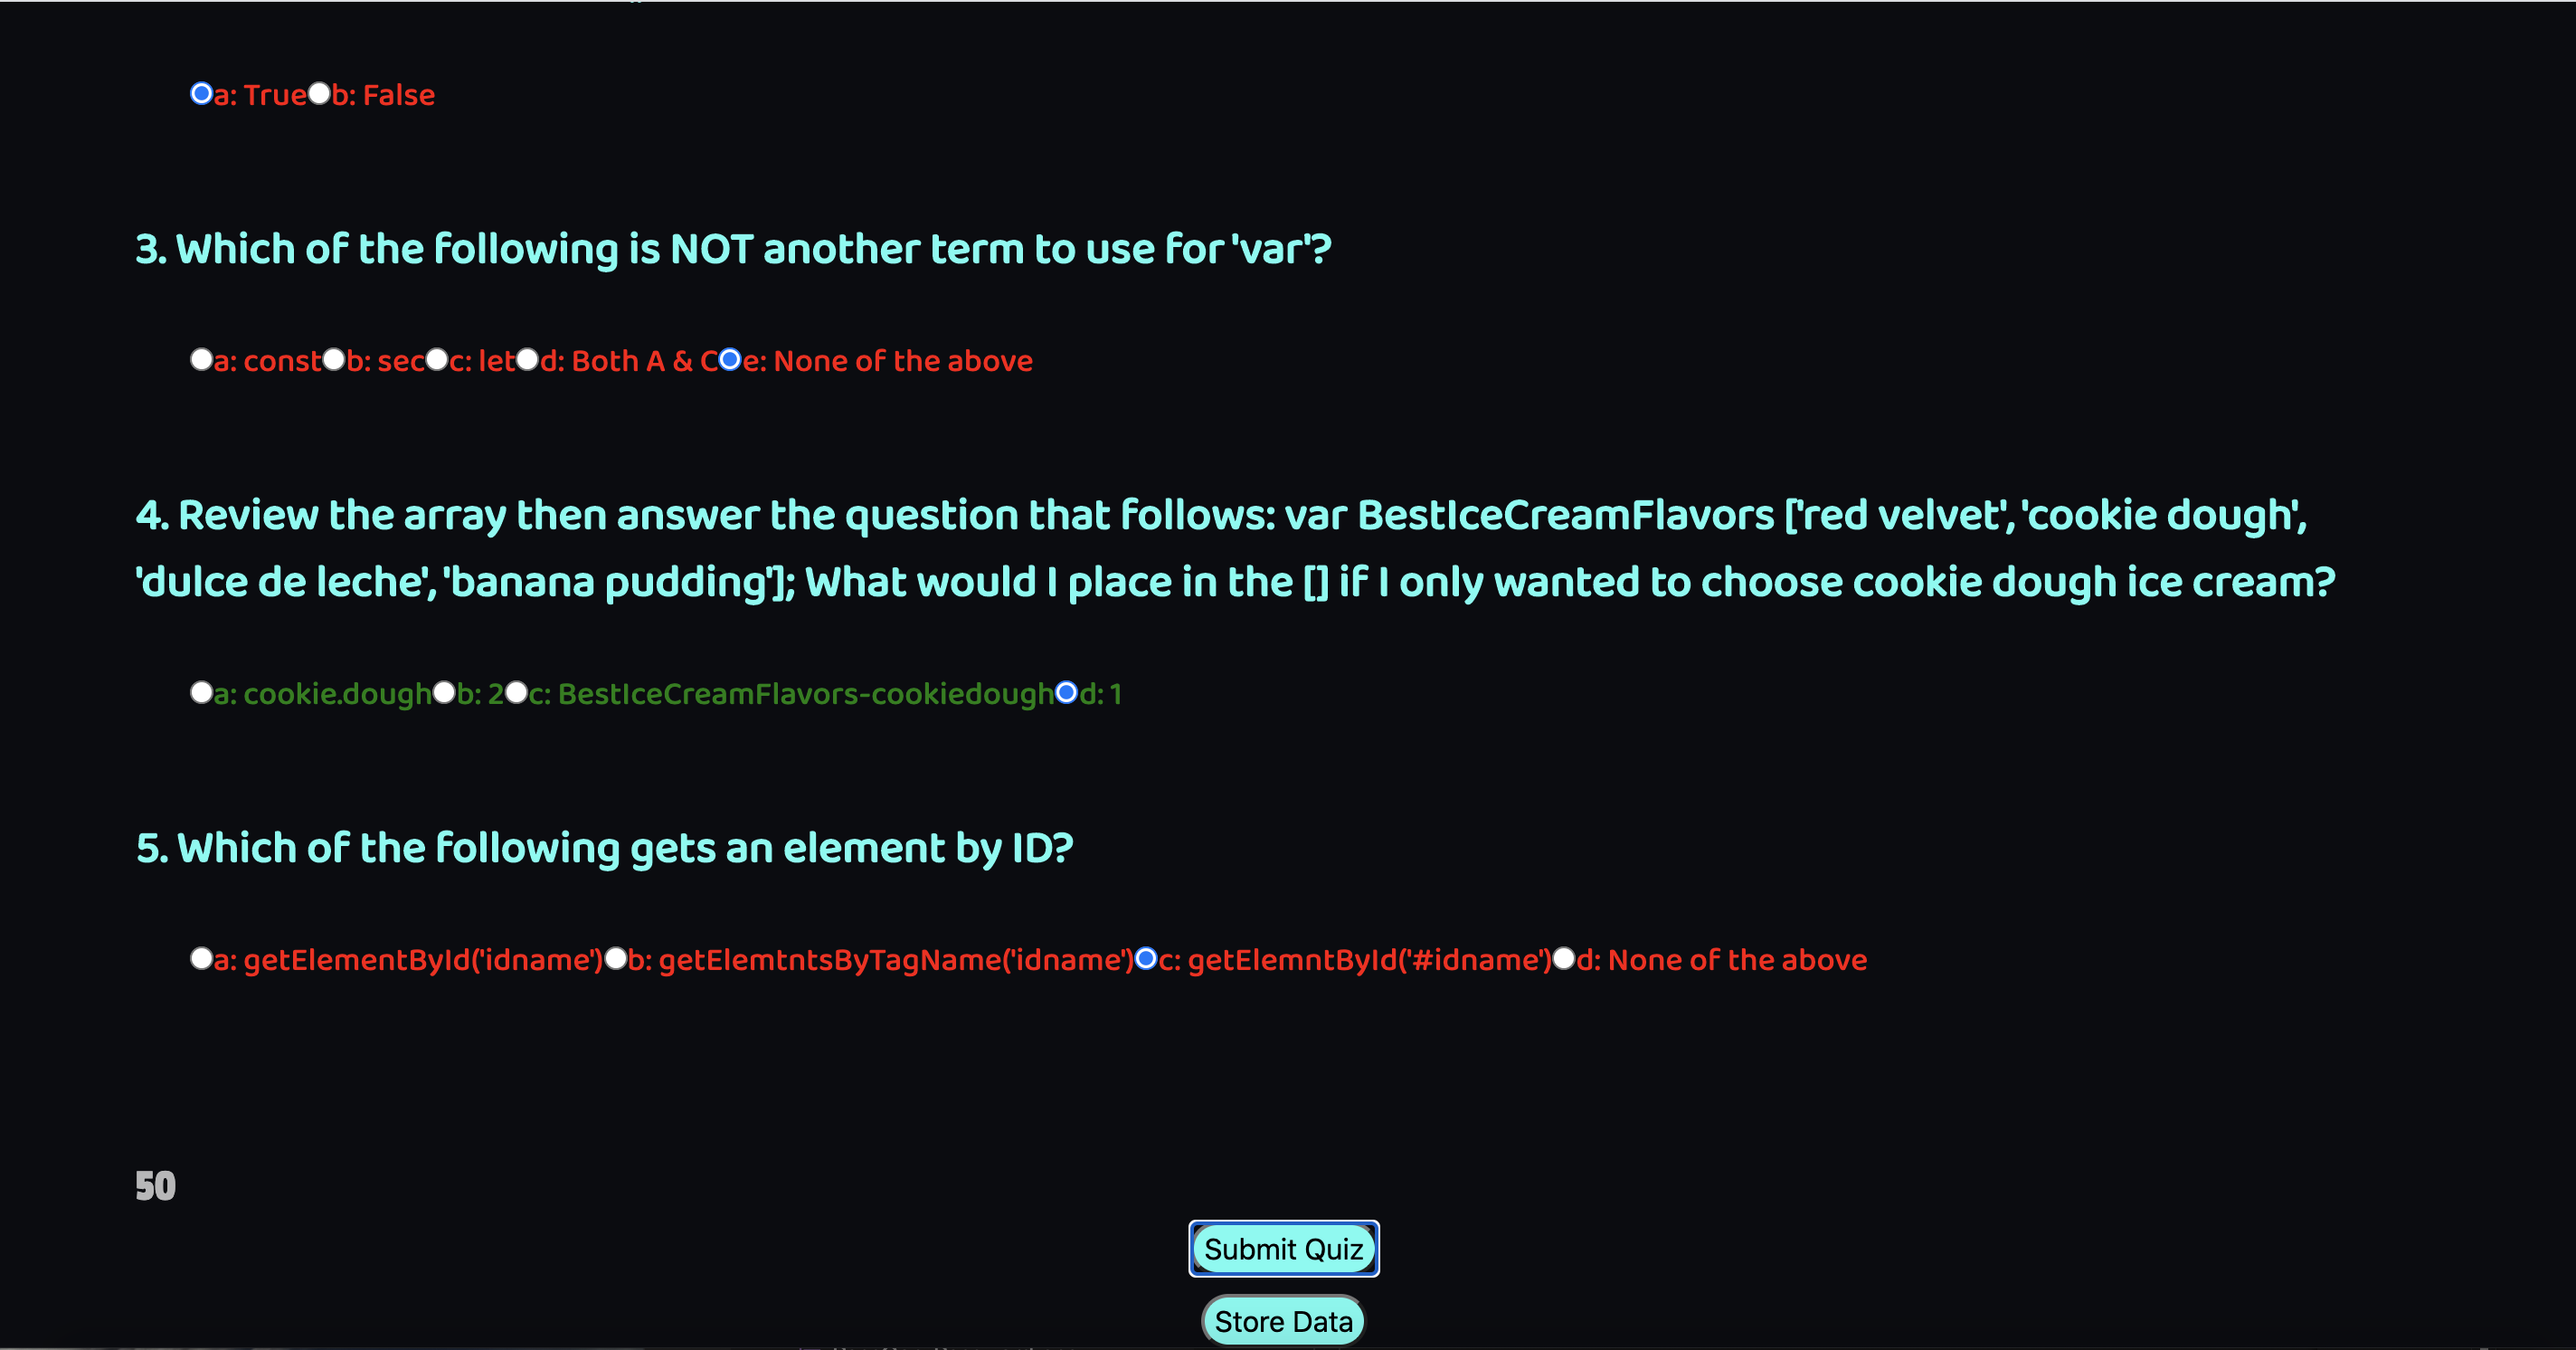 a: True b: False
3. Which of the following is NOT another term to use for 'var'?
a: const b: sec c: let d: Both A & C e: None of the above
4. Review the array then answer the question that follows: var BestIceCreamFlavors ['red velvet', 'cookie dough',
'dulce de leche', 'banana pudding']; What would I place in the [] if I only wanted to choose cookie dough ice cream?
a: cookie.dough b: 2 c: BestIceCreamFlavors-cookiedough d: 1
5. Which of the following gets an element by ID?
a: getElementById('idname') b: getElemtntsByTagName('idname') c: getElemntById('#idname') d: None of the above
50
Submit Quiz
Store Data